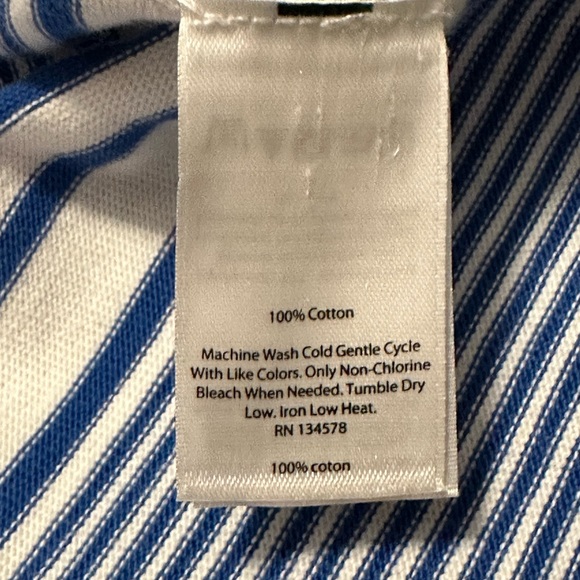 100% Cotton
Machine Wash Cold Gentle Cycle
With Like Colors. Only Non-Chlorine
Bleach When Needed. Tumble Dry
Low. Iron Low Heat.
RN 134578
100% coton